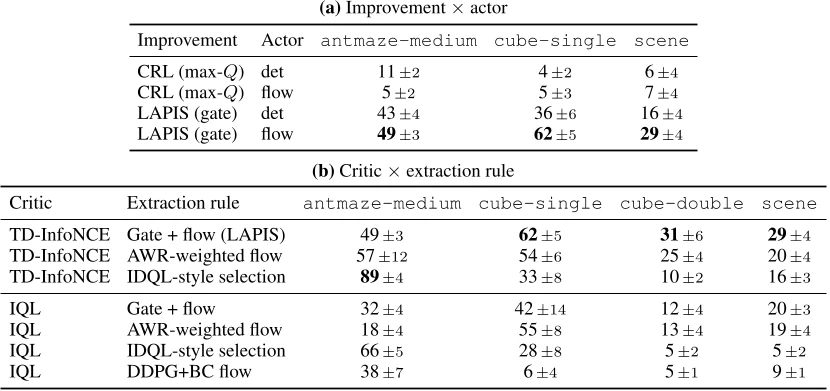 (a) Improvement × actor
Improvement Actor antmaze-medium cube-single scene
CRL (max-Q) det 11 ±2 4 ±2 6 ±4
CRL (max-Q) flow 5 ±2 5 ±3 7 ±4
LAPIS (gate) det 43 ±4 36 ±6 16 ±4
LAPIS (gate) flow 49 ±3 62 ±5 29 ±4
(b) Critic × extraction rule
Critic Extraction rule antmaze-medium cube-single cube-double scene
TD-InfoNCE Gate + flow (LAPIS) 49 ±3 62 ±5 31 ±6 29 ±4
TD-InfoNCE AWR-weighted flow 57 ±12 54 ±6 25 ±4 20 ±4
TD-InfoNCE IDQL-style selection 89 ±4 33 ±8 10 ±2 16 ±3
IQL Gate + flow 32 ±4 42 ±14 12 ±4 20 ±3
IQL AWR-weighted flow 18 ±4 55 ±8 13 ±4 19 ±4
IQL IDQL-style selection 66 ±5 28 ±8 5 ±2 5 ±2
IQL DDPG+BC flow 38 ±7 6 ±4 5 ±1 9 ±1